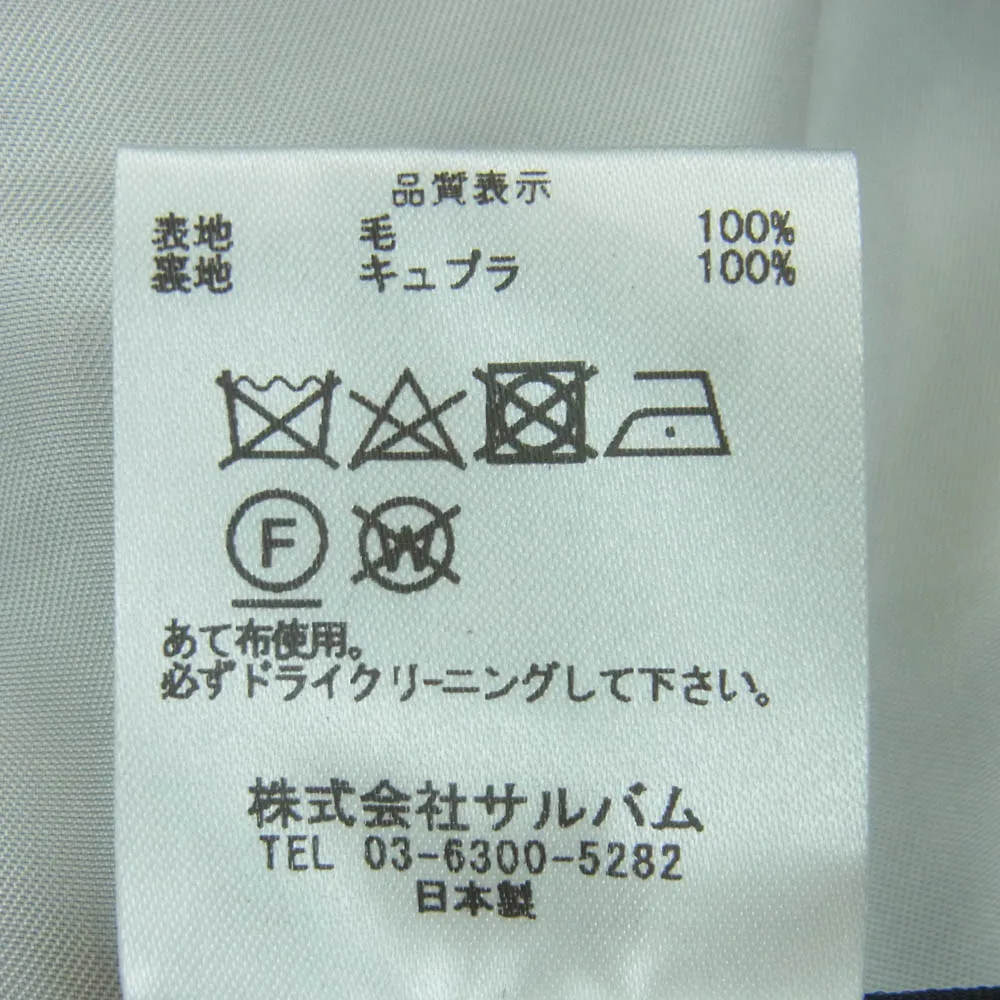 品質表示
表地 毛 100%
裏地 キュプラ 100%
F W
あて布使用。
必ずドライクリーニングして下さい。
株式会社サルバム
TEL 03-6300-5282
日本製